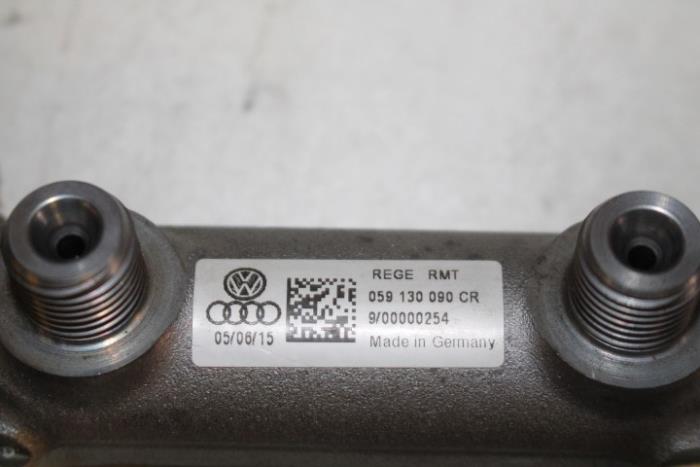 REGE RMT
059 130 090 CR
9/00000254
05/06/15 Made in Germany